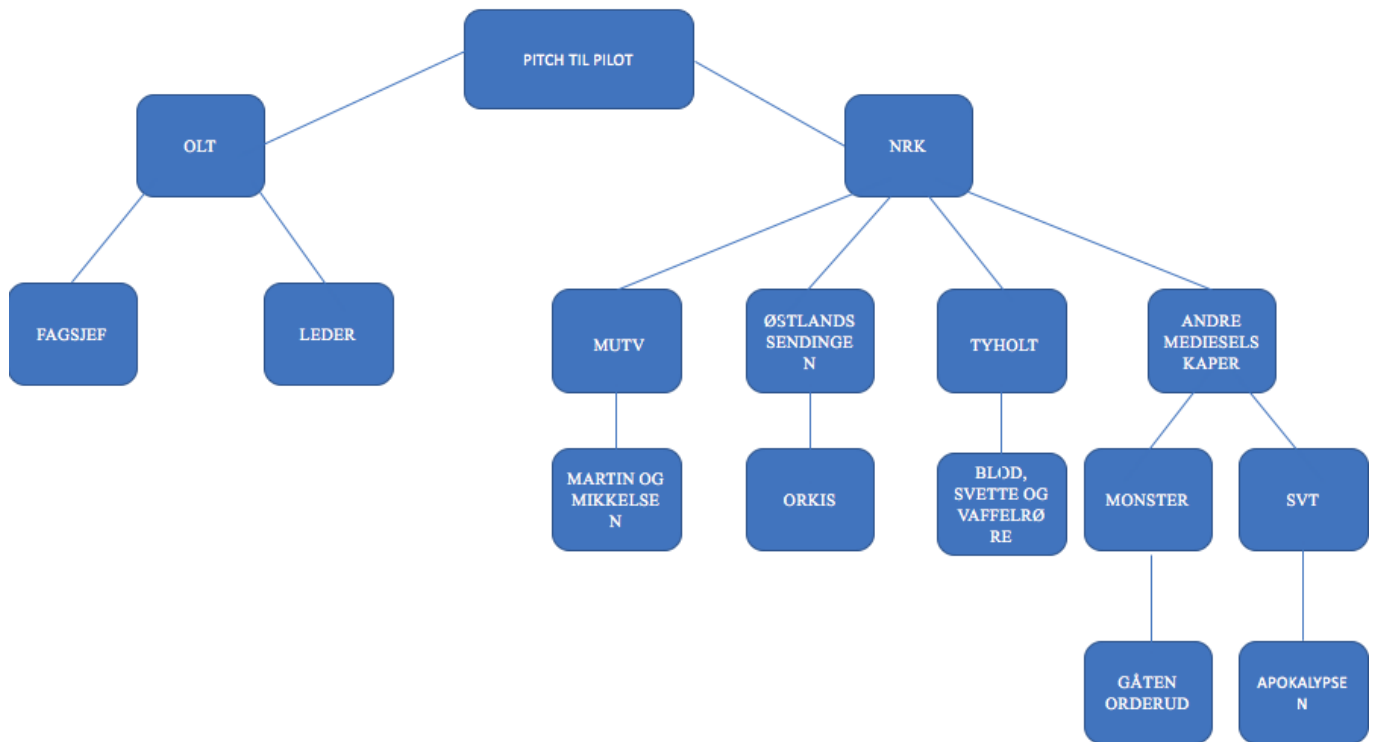 PITCH TIL PILOT
OLT
NRK
FAGSJEF
LEDER
MUTV
ØSTLANDS
SENDINGE
N
TYHOLT
ANDRE
MEDIESELS
KAPER
MARTIN OG
MIKKELSE
N
ORKIS
BLOD,
SVETTE OG
VAFFELRØ
RE
MONSTER
SVT
GÅTEN
ORDERUD
APOKALYPSE
N